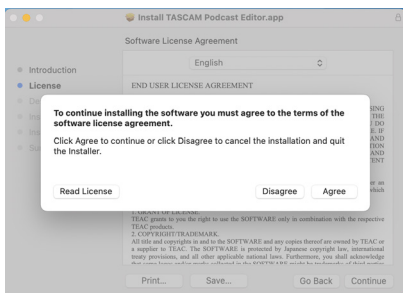 Install TASCAM Podcast Editor.app
Software License Agreement
English
Introduction
License
END USER LICENSE AGREEMENT
To continue installing the software you must agree to the terms of the
software license agreement.
Click Agree to continue or click Disagree to cancel the installation and quit
the Installer.
Read License
Disagree
Agree
1. GRANT OF LICENSE.
TEAC grants to you the right to use the SOFTWARE only in combination with the respective
TEAC products.
2. COPYRIGHT/TRADEMARK.
All title and copyrights in and to the SOFTWARE and any copies thereof are owned by TEAC or
a supplier to TEAC. The SOFTWARE is protected by Japanese copyright law, international
treaty provisions, and all other applicable national laws. Furthermore, you shall acknowledge
Print...
Save...
Go Back
Continue